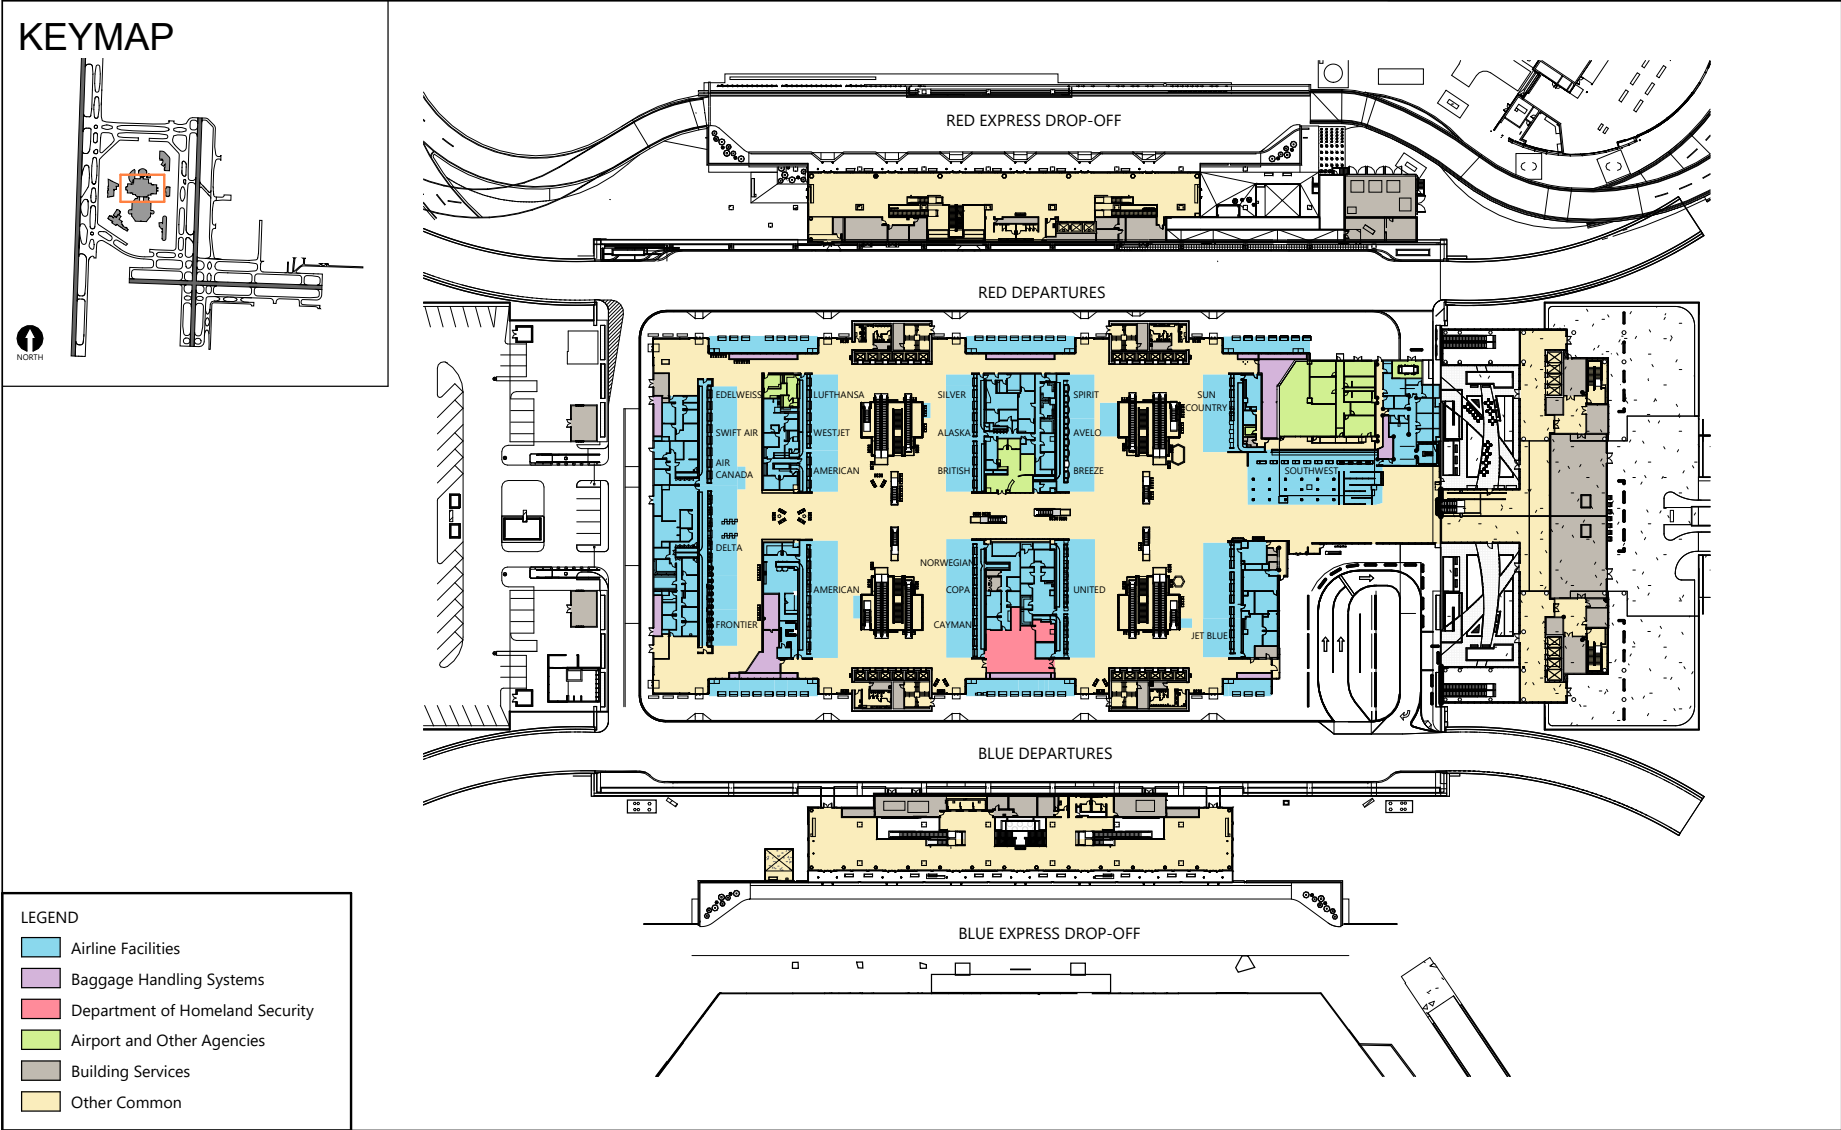 KEYMAP
NORTH
RED EXPRESS DROP-OFF
RED DEPARTURES
EDELWEISS
LUFTHANSA
SILVER
SPIRIT
SUN
COUNTRY
SWIFT AIR
WESTJET
ALASKA
AVELO
AIR
CANADA
AMERICAN
BRITISH
BREEZE
SOUTHWEST
DELTA
NORWEGIAN
AMERICAN
COPA
UNITED
FRONTIER
CAYMAN
JET BLUE
BLUE DEPARTURES
BLUE EXPRESS DROP-OFF
LEGEND
Airline Facilities
Baggage Handling Systems
Department of Homeland Security
Airport and Other Agencies
Building Services
Other Common